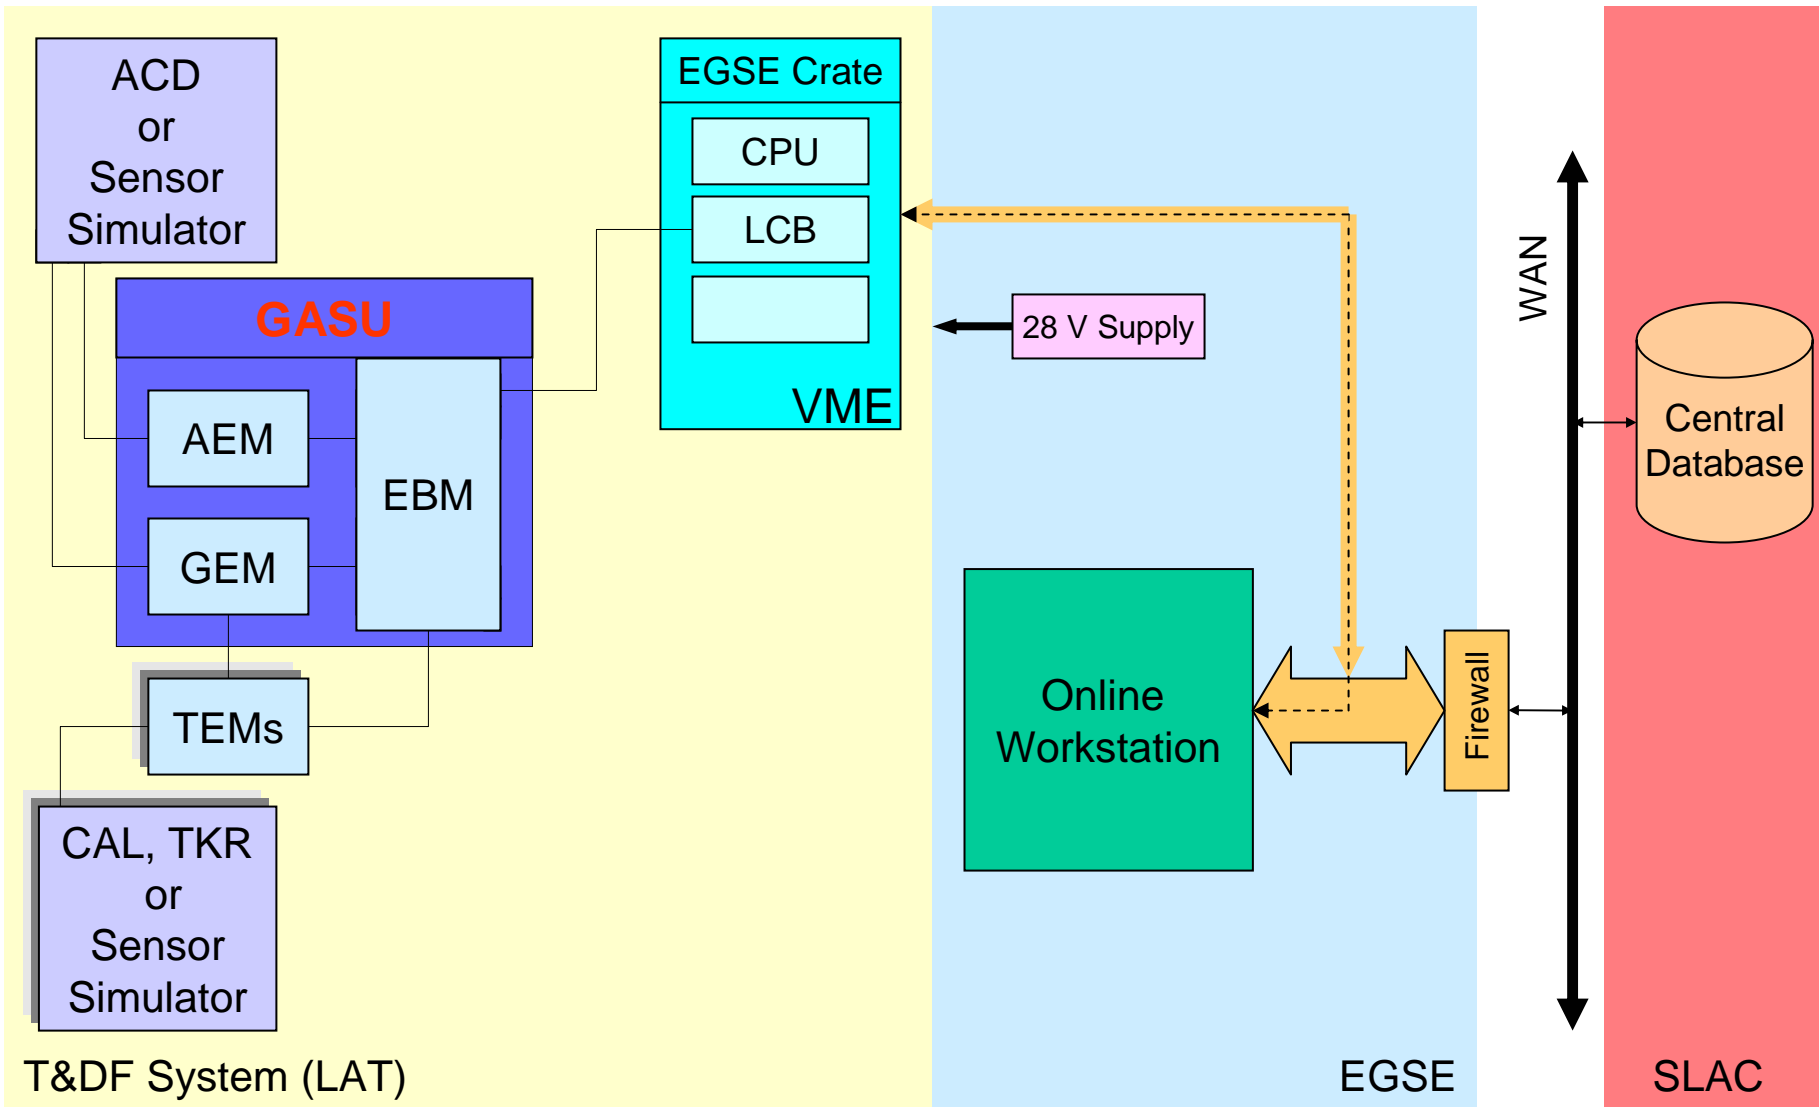 ACD
or
Sensor
Simulator
GASU
AEM
EBM
GEM
TEMs
CAL, TKR
or
Sensor
Simulator
T&DF System (LAT)
EGSE Crate
CPU
LCB
VME
28 V Supply
Online
Workstation
Firewall
EGSE
WAN
Central
Database
SLAC